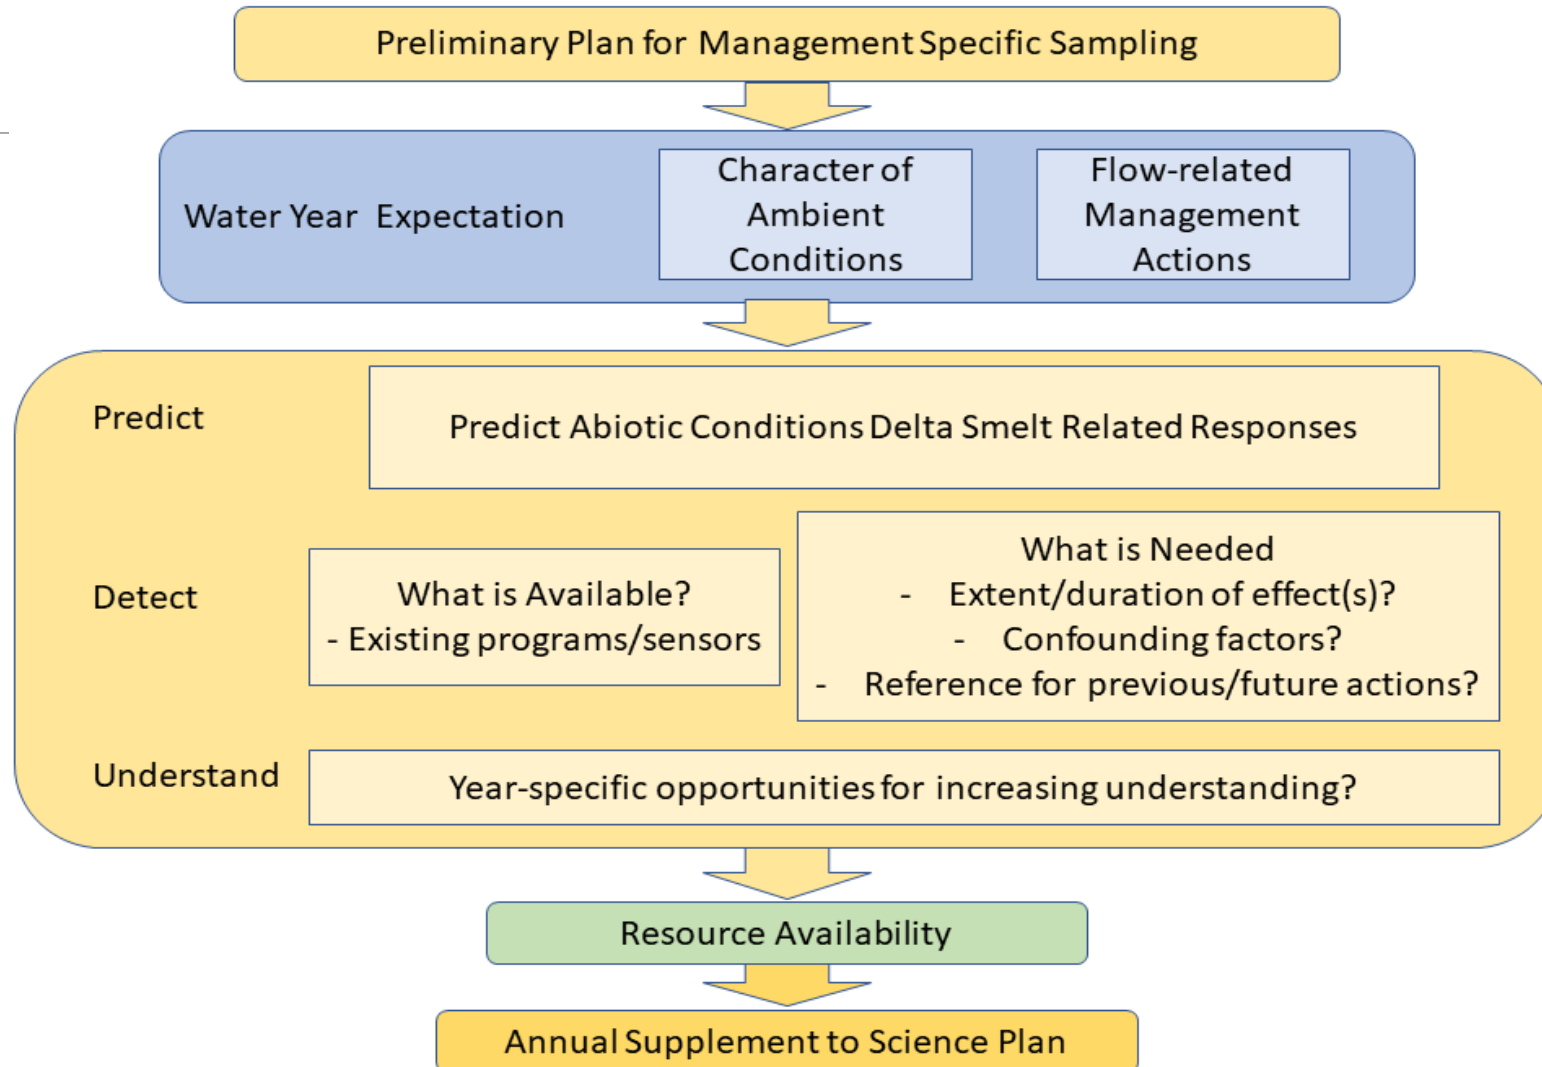 Preliminary Plan for Management Specific Sampling
Water Year Expectation
Character of
Ambient
Conditions
Flow-related
Management
Actions
Predict
Predict Abiotic Conditions Delta Smelt Related Responses
Detect
What is Available?
- Existing programs/sensors
What is Needed
- Extent/duration of effect(s)?
- Confounding factors?
- Reference for previous/future actions?
Understand
Year-specific opportunities for increasing understanding?
Resource Availability
Annual Supplement to Science Plan